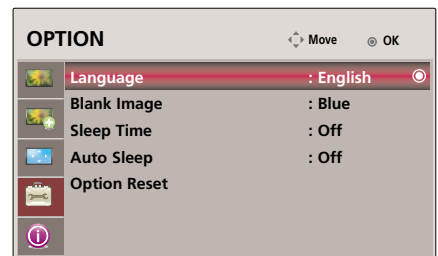 OPTION Move OK
Language : English
Blank Image : Blue
Sleep Time : Off
Auto Sleep : Off
Option Reset